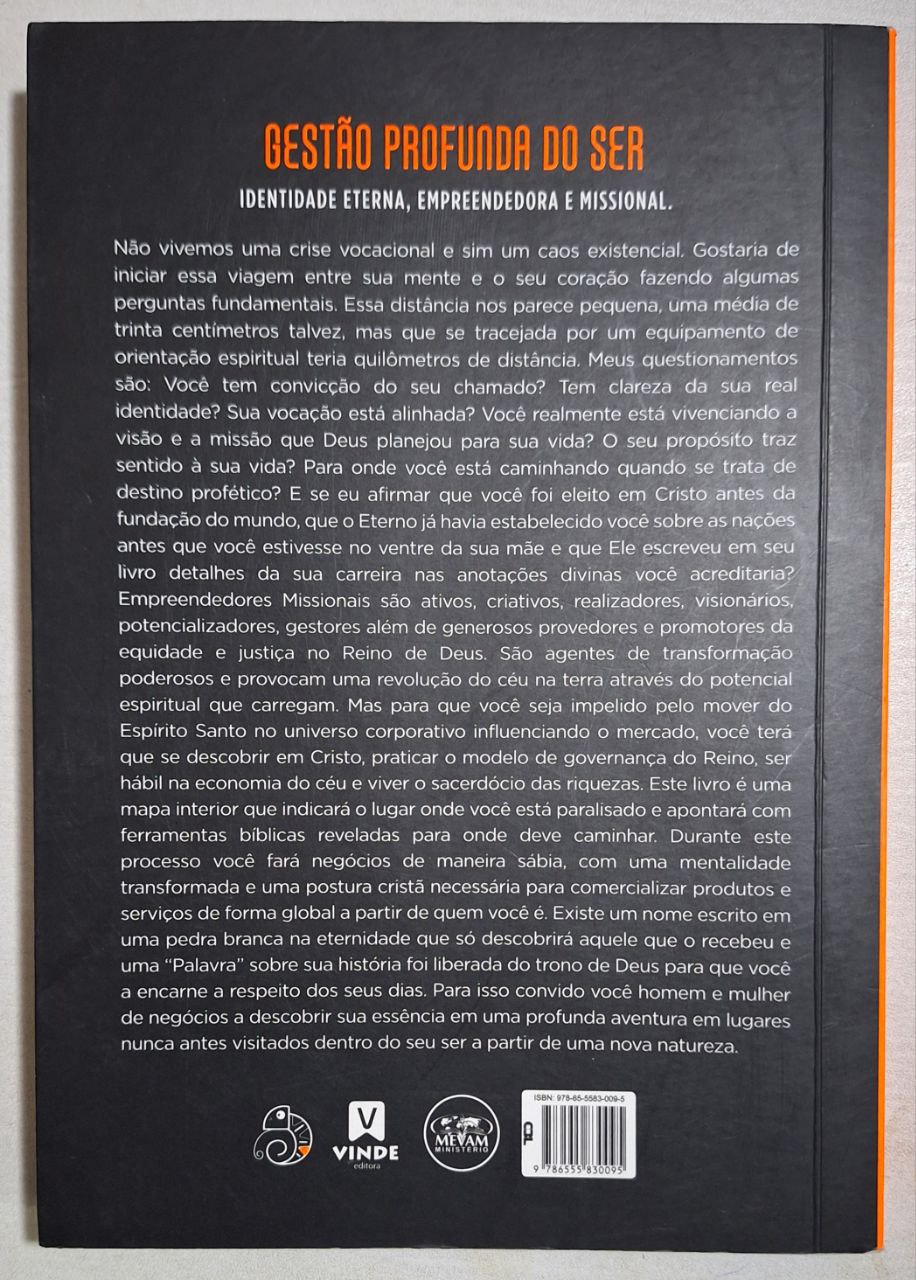 GESTÃO PROFUNDA DO SER
IDENTIDADE ETERNA, EMPREENDEDORA E MISSIONAL.
Não vivemos uma crise vocacional e sim um caos existencial. Gostaria de
iniciar essa viagem entre sua mente e o seu coração fazendo algumas
perguntas fundamentais. Essa distância nos parece pequena, uma média de
trinta centímetros talvez, mas que se tracejada por um equipamento de
orientação espiritual teria quilômetros de distância. Meus questionamentos
são: Você tem convicção do seu chamado? Tem clareza da sua real
identidade? Sua vocação está alinhada? Você realmente está vivenciando a
visão e a missão que Deus planejou para sua vida? O seu propósito traz
sentido à sua vida? Para onde você está caminhando quando se trata de
destino profético? E se eu afirmar que você foi eleito em Cristo antes da
fundação do mundo, que o Eterno já havia estabelecido você sobre as nações
antes que você estivesse no ventre da sua mãe e que Ele escreveu em seu
livro detalhes da sua carreira nas anotações divinas você acreditaria?
Empreendedores Missionais são ativos, criativos, realizadores, visionários,
potencializadores, gestores além de generosos provedores e promotores da
equidade e justiça no Reino de Deus. São agentes de transformação
poderosos e provocam uma revolução do céu na terra através do potencial
espiritual que carregam. Mas para que você seja impelido pelo mover do
Espírito Santo no universo corporativo influenciando o mercado, você terá
que se descobrir em Cristo, praticar o modelo de governança do Reino, ser
hábil na economia do céu e viver o sacerdócio das riquezas. Este livro é uma
mapa interior que indicará o lugar onde você está paralisado e apontará com
ferramentas bíblicas reveladas para onde deve caminhar. Durante este
processo você fará negócios de maneira sábia, com uma mentalidade
transformada e uma postura cristã necessária para comercializar produtos e
serviços de forma global a partir de quem você é. Existe um nome escrito em
uma pedra branca na eternidade que só descobrirá aquele que o recebeu e
uma “Palavra” sobre sua história foi liberada do trono de Deus para que você
a encarne a respeito dos seus dias. Para isso convido você homem e mulher
de negócios a descobrir sua essência em uma profunda aventura em lugares
nunca antes visitados dentro do seu ser a partir de uma nova natureza.
V
VINDE
editora
MEVAM
MINISTÉRIO
ISBN: 978-65-5583-009-5
CBL
9 786555 830095